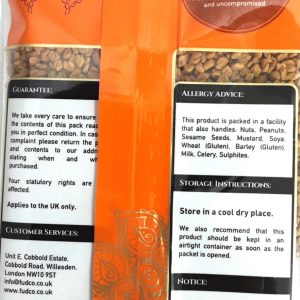 and uncompromised.
GUARANTEE:
We take every care to ensure
the contents of this pack reac
you in perfect condition. In cas
complaint please return the p
and contents to our addre
stating when and wh
purchased.
Your statutory rights are
affected.
Applies to the UK only.
CUSTOMER SERVICES:
Unit E. Cobbold Estate,
Cobbold Road, Willesden,
London NW10 9ST
info@fudco.co.uk
www.fudco.co.uk
ALLERGY ADVICE:
This product is packed in a facility
that also handles: Nuts, Peanuts,
Sesame Seeds, Mustard, Soya,
Wheat (Gluten), Barley (Gluten),
Milk, Celery, Sulphites.
STORAGE INSTRUCTIONS:
Store in a cool dry place.
We also recommend that this
product should be kept in an
airtight container as soon as the
packet is opened.
NOTICE: